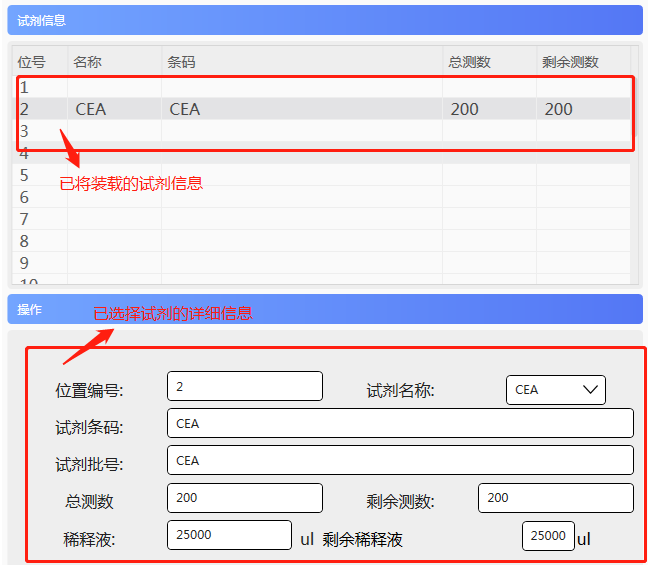 试剂信息
位号 名称 条码 总测数 剩余测数
1
2 CEA CEA 200 200
3
4
5
已将装载的试剂信息
6
7
8
9
10
操作
已选择试剂的详细信息
位置编号: 2 试剂名称: CEA
试剂条码: CEA
试剂批号: CEA
总测数 200 剩余测数: 200
稀释液: 25000 ul 剩余稀释液 25000 ul